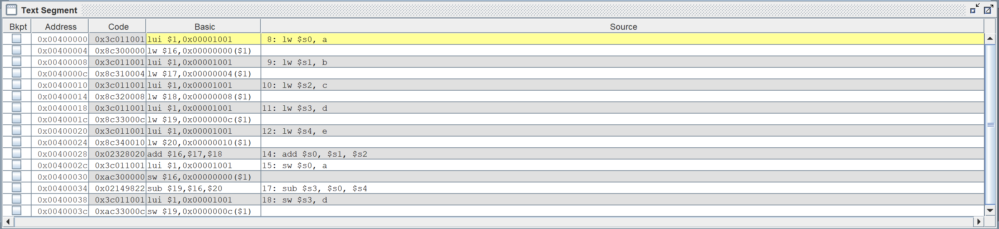 Text Segment
Bkpt Address Code Basic Source
0x00400000 0x3c011001 lui $1,0x00001001 8: lw $s0, a
0x00400004 0x8c300000 lw $16,0x00000000($1)
0x00400008 0x3c011001 lui $1,0x00001001 9: lw $s1, b
0x0040000c 0x8c310004 lw $17,0x00000004($1)
0x00400010 0x3c011001 lui $1,0x00001001 10: lw $s2, c
0x00400014 0x8c320008 lw $18,0x00000008($1)
0x00400018 0x3c011001 lui $1,0x00001001 11: lw $s3, d
0x0040001c 0x8c33000c lw $19,0x0000000c($1)
0x00400020 0x3c011001 lui $1,0x00001001 12: lw $s4, e
0x00400024 0x8c340010 lw $20,0x00000010($1)
0x00400028 0x02328020 add $16,$17,$18 14: add $s0, $s1, $s2
0x0040002c 0x3c011001 lui $1,0x00001001 15: sw $s0, a
0x00400030 0xac300000 sw $16,0x00000000($1)
0x00400034 0x02149822 sub $19,$16,$20 17: sub $s3, $s0, $s4
0x00400038 0x3c011001 lui $1,0x00001001 18: sw $s3, d
0x0040003c 0xac33000c sw $19,0x0000000c($1)